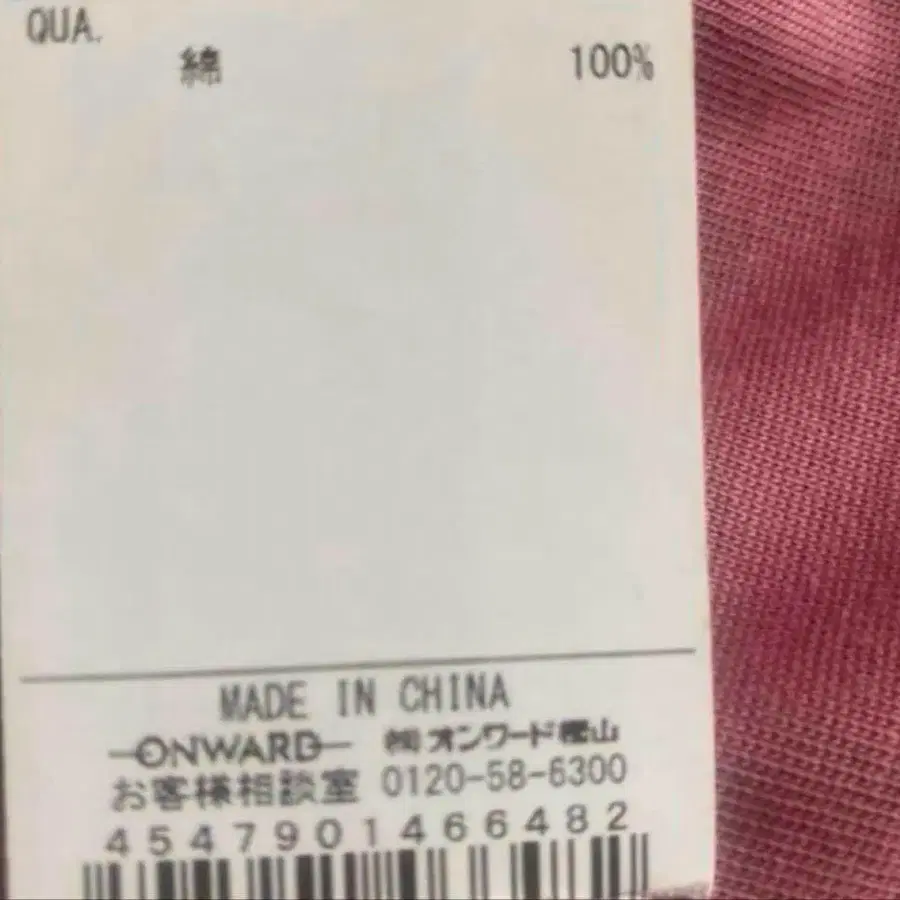 QUA.
綿 100%
MADE IN CHINA
ONWARD ㈱オンワード樫山
お客様相談室 0120-58-6300
4547901466482